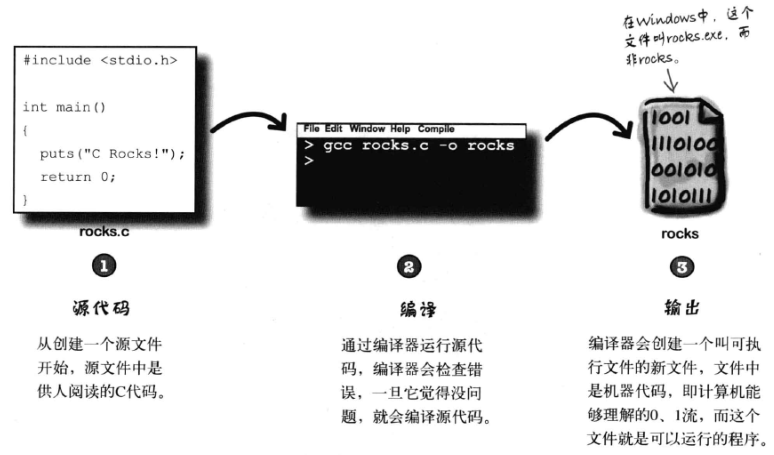 在Windows中，这个
文件叫rocks.exe，而
非rocks。
#include <stdio.h>
int main()
{
puts("C Rocks!");
return 0;
}
rocks.c
File Edit Window Help Compile
> gcc rocks.c -o rocks
>
1001
1110100
001010
1010111
rocks
1
源代码
从创建一个源文件
开始，源文件中是
供人阅读的C代码。
2
编译
通过编译器运行源代
码，编译器会检查错
误，一旦它觉得没问
题，就会编译源代码。
3
输出
编译器会创建一个叫可执
行文件的新文件，文件中
是机器代码，即计算机能
够理解的0、1流，而这个
文件就是可以运行的程序。